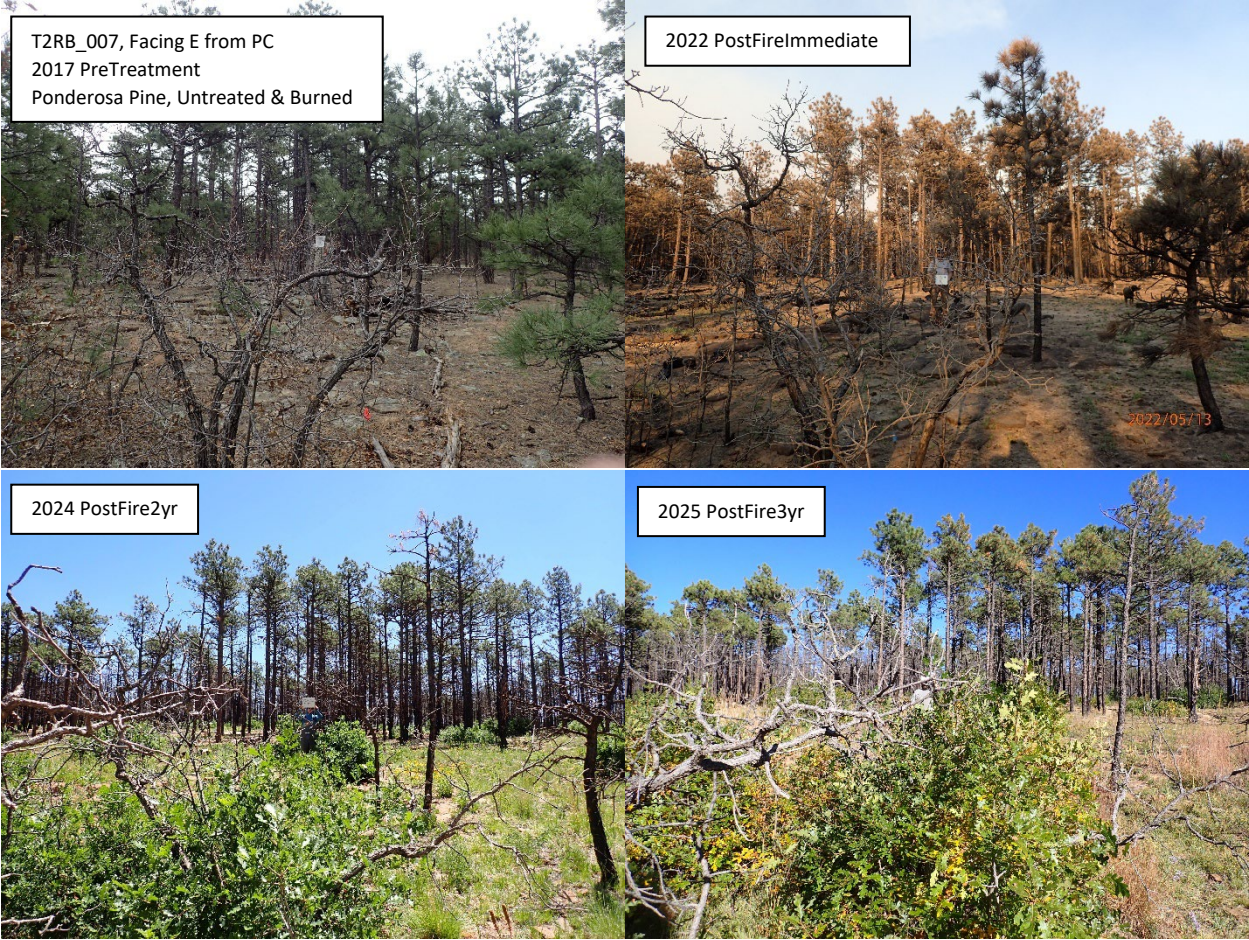 T2RB_007, Facing E from PC
2017 PreTreatment
Ponderosa Pine, Untreated & Burned
2022 PostFireImmediate
2022/05/13
2024 PostFire2yr
2025 PostFire3yr